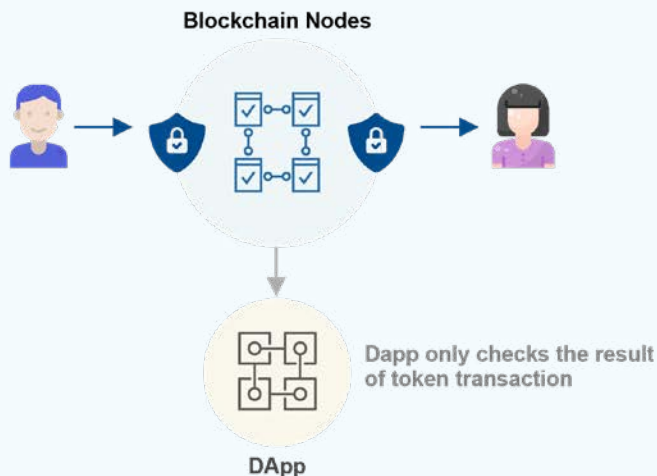 Blockchain Nodes
Dapp only checks the result
of token transaction
DApp